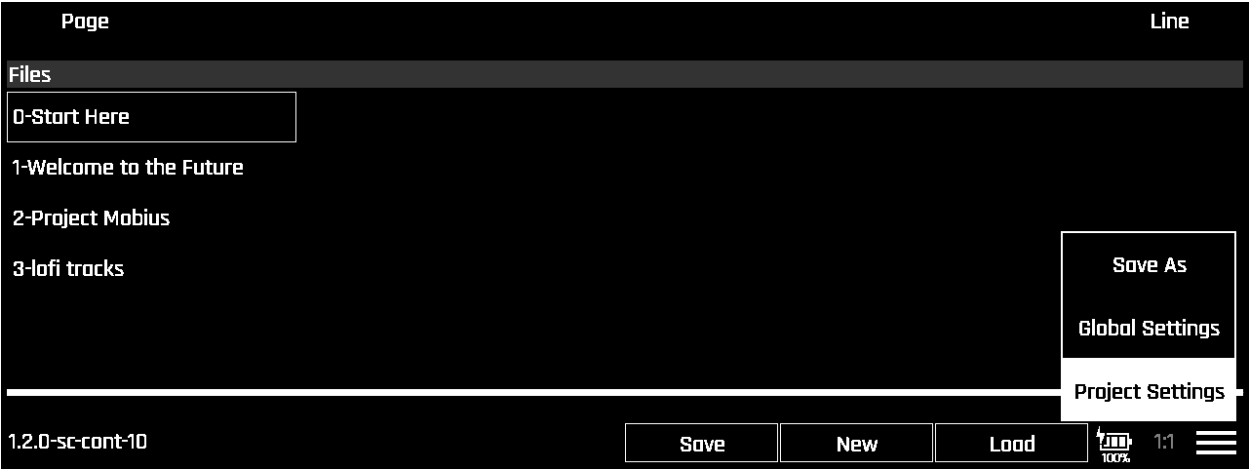 Page Line
Files
0-Start Here
1-Welcome to the Future
2-Project Mobius
3-lofi tracks
Save As
Global Settings
Project Settings
1.2.0-sc-cont-10 Save New Load 100% 1:1